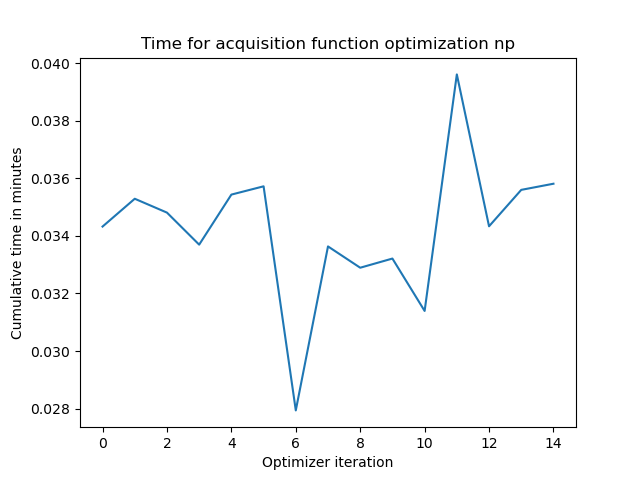 Time for acquisition function optimization np
Cumulative time in minutes
0.040
0.038
0.036
0.034
0.032
0.030
0.028
0 2 4 6 8 10 12 14
Optimizer iteration